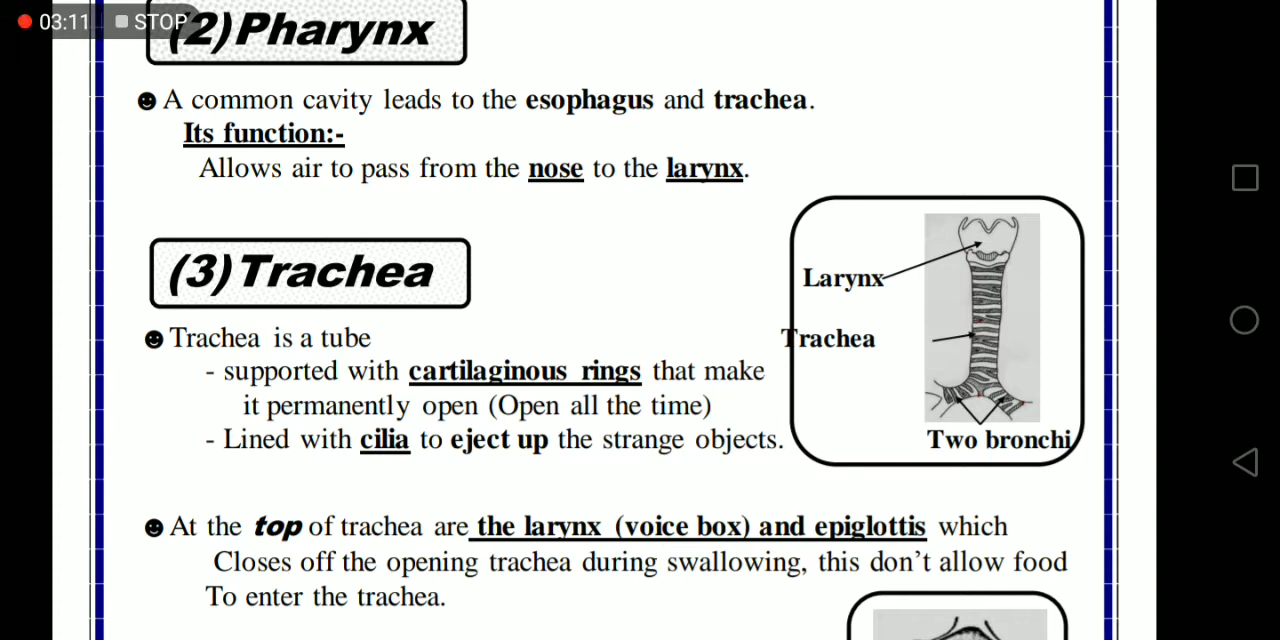 03:11 STOP
(2)Pharynx
☻A common cavity leads to the esophagus and trachea.
Its function:-
Allows air to pass from the nose to the larynx.
(3)Trachea
☻Trachea is a tube
- supported with cartilaginous rings that make
it permanently open (Open all the time)
- Lined with cilia to eject up the strange objects.
Larynx
Trachea
Two bronchi
☻At the top of trachea are the larynx (voice box) and epiglottis which
Closes off the opening trachea during swallowing, this don't allow food
To enter the trachea.